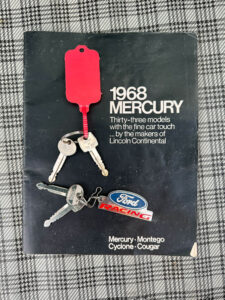 1968
MERCURY
Thirty-three models
with the fine car touch
...by the makers of
Lincoln Continental
Ford
RACING
Mercury • Montego
Cyclone • Cougar